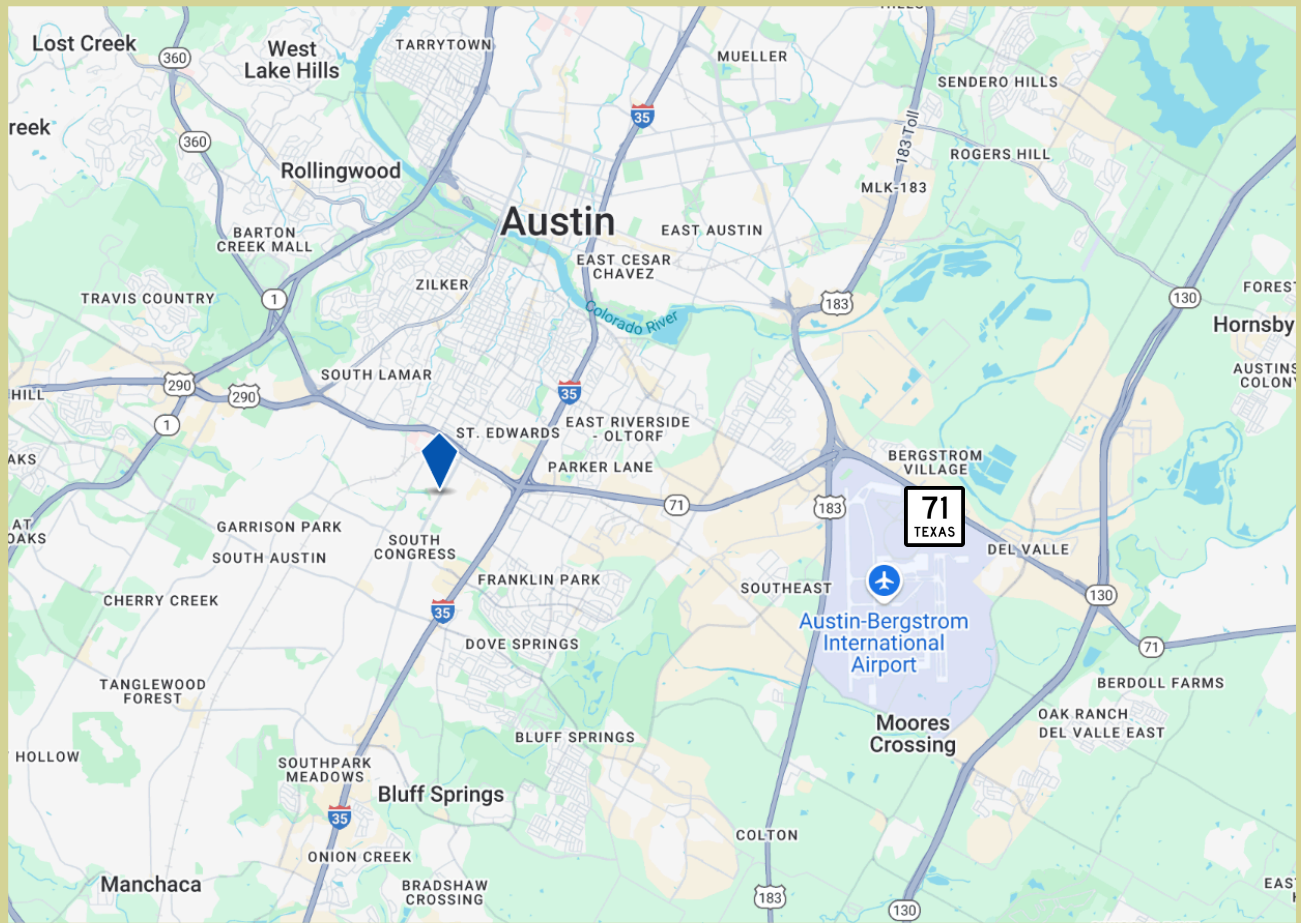 HILLS
Lost Creek
360
West
Lake Hills
TARRYTOWN
MUELLER
SENDERO HILLS
35
183 Toll
reek
360
Rollingwood
ROGERS HILL
MLK-183
Austin
BARTON
CREEK MALL
EAST AUSTIN
EAST CESAR
CHAVEZ
ZILKER
TRAVIS COUNTRY
1
Colorado River
183
130
FOREST
Hornsby
SOUTH LAMAR
AUSTINS
COLONY
290
290
HILL
35
1
ST. EDWARDS
EAST RIVERSIDE
- OLTORF
AKS
PARKER LANE
BERGSTROM
VILLAGE
71
183
71
TEXAS
AT
OAKS
GARRISON PARK
SOUTH
CONGRESS
SOUTH AUSTIN
DEL VALLE
FRANKLIN PARK
SOUTHEAST
CHERRY CREEK
35
130
Austin-Bergstrom
International
Airport
DOVE SPRINGS
71
TANGLEWOOD
FOREST
BERDOLL FARMS
OAK RANCH
DEL VALLE EAST
Moores
Crossing
BLUFF SPRINGS
HOLLOW
SOUTHPARK
MEADOWS
Bluff Springs
35
COLTON
ONION CREEK
Manchaca
BRADSHAW
CROSSING
183
130
EAS